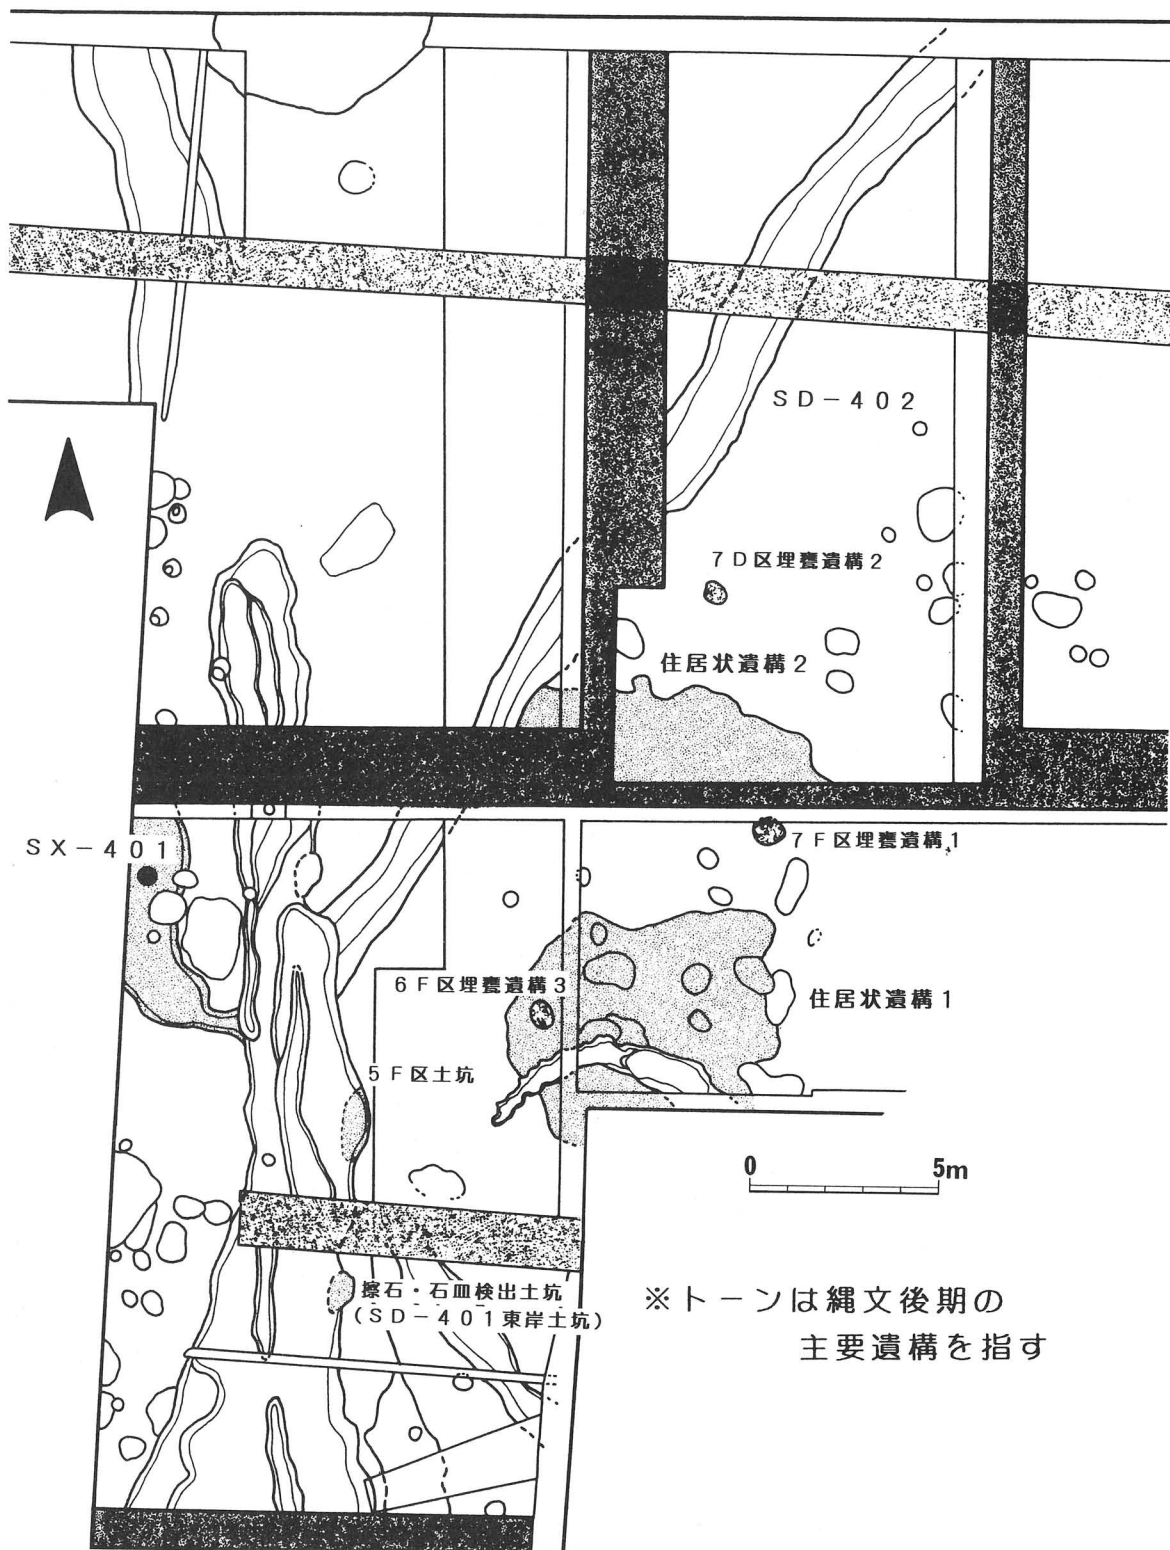 SD-402
7D区埋甕遺構2
住居状遺構2
SX-401
7F区埋甕遺構1
6F区埋甕遺構3
住居状遺構1
5F区土坑
0 5m
擦石・石皿検出土坑
(SD-401東岸土坑)
※トーンは縄文後期の
主要遺構を指す